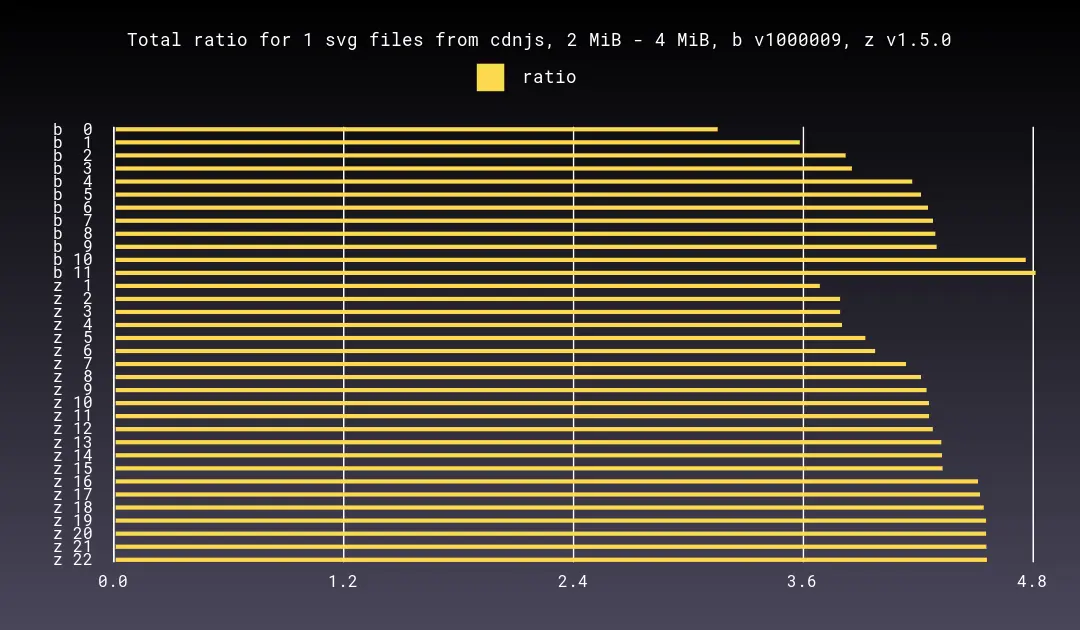 Total ratio for 1 svg files from cdnjs, 2 MiB - 4 MiB, b v1000009, z v1.5.0
ratio
b 0
b 1
b 2
b 3
b 4
b 5
b 6
b 7
b 8
b 9
b 10
b 11
z 1
z 2
z 3
z 4
z 5
z 6
z 7
z 8
z 9
z 10
z 11
z 12
z 13
z 14
z 15
z 16
z 17
z 18
z 19
z 20
z 21
z 22
0.0 1.2 2.4 3.6 4.8